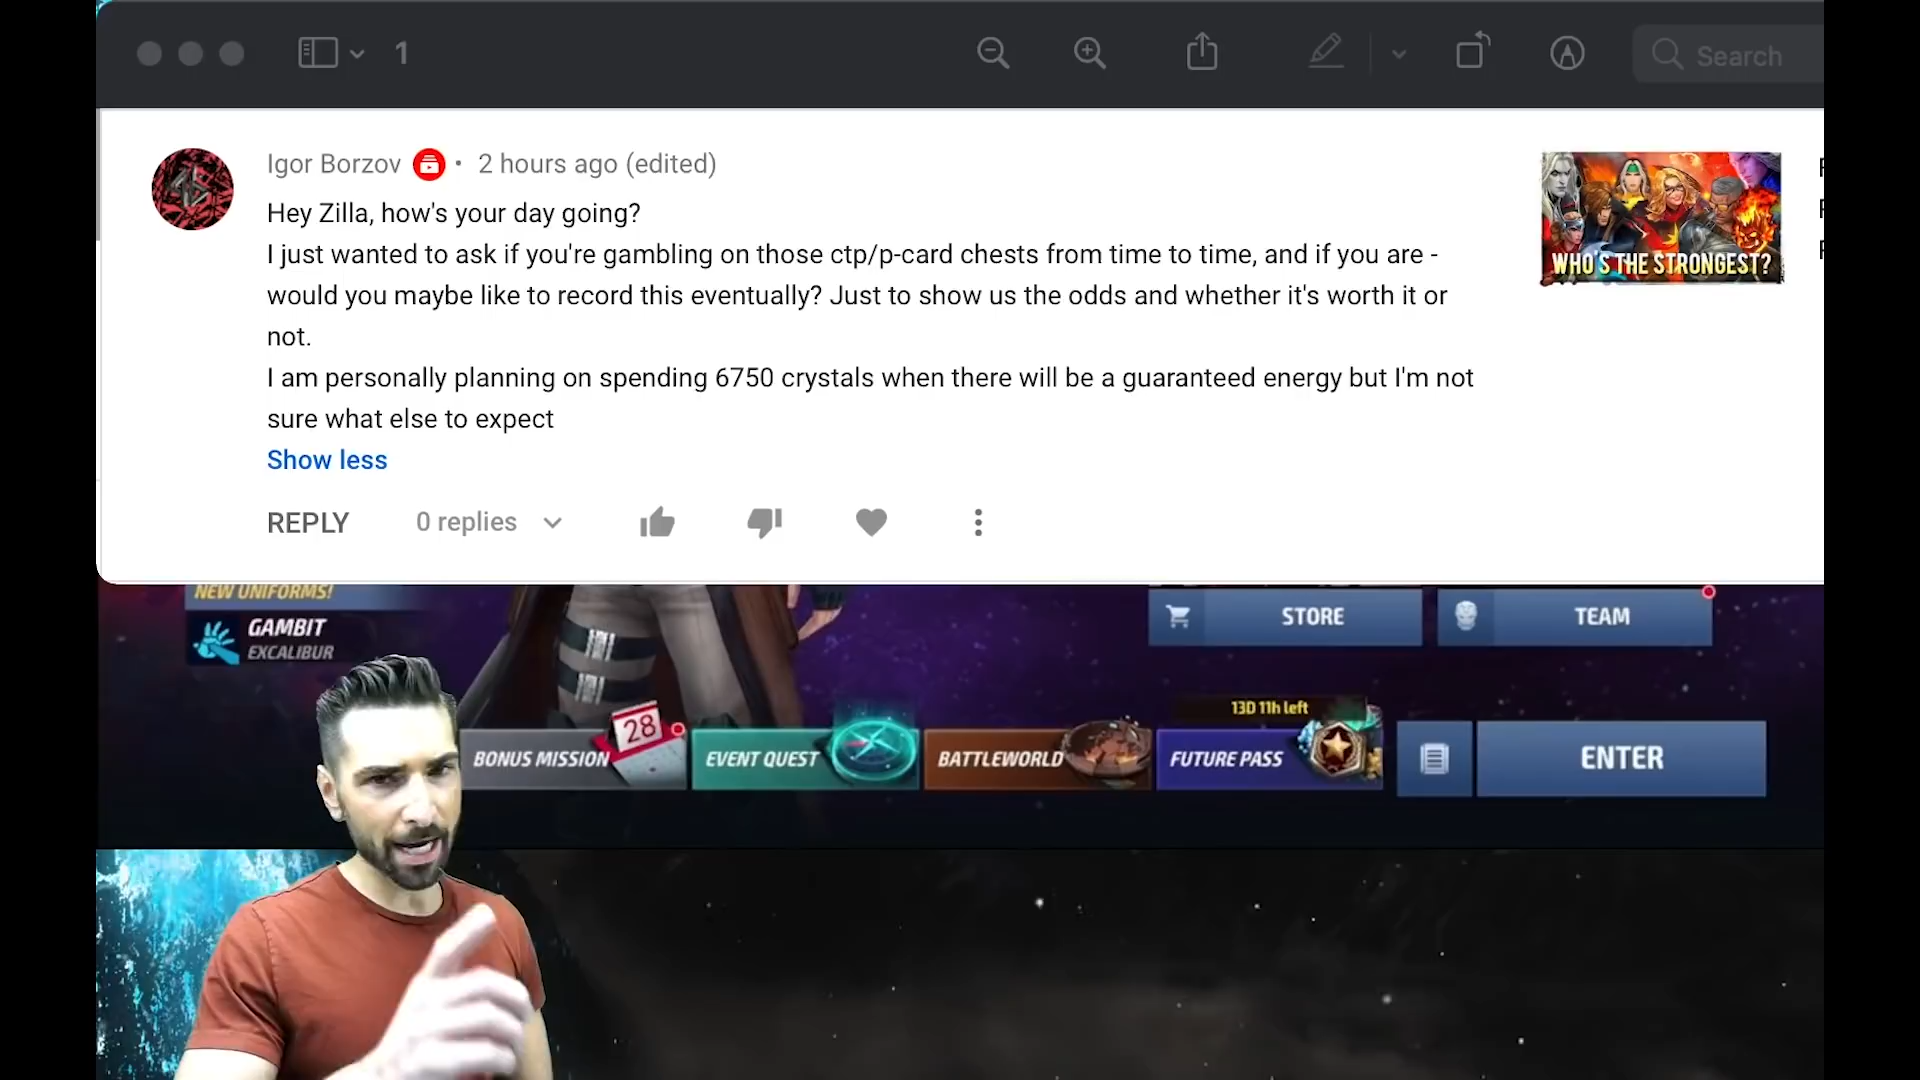 1
Search
Igor Borzov • 2 hours ago (edited)
Hey Zilla, how's your day going?
I just wanted to ask if you're gambling on those ctp/p-card chests from time to time, and if you are -
would you maybe like to record this eventually? Just to show us the odds and whether it's worth it or
not.
I am personally planning on spending 6750 crystals when there will be a guaranteed energy but I'm not
sure what else to expect
Show less
REPLY
0 replies
WHO'S THE STRONGEST?
NEW UNIFORMS!
GAMBIT
EXCALIBUR
STORE
TEAM
13D 11h left
28
BONUS MISSION
EVENT QUEST
BATTLEWORLD
FUTURE PASS
ENTER